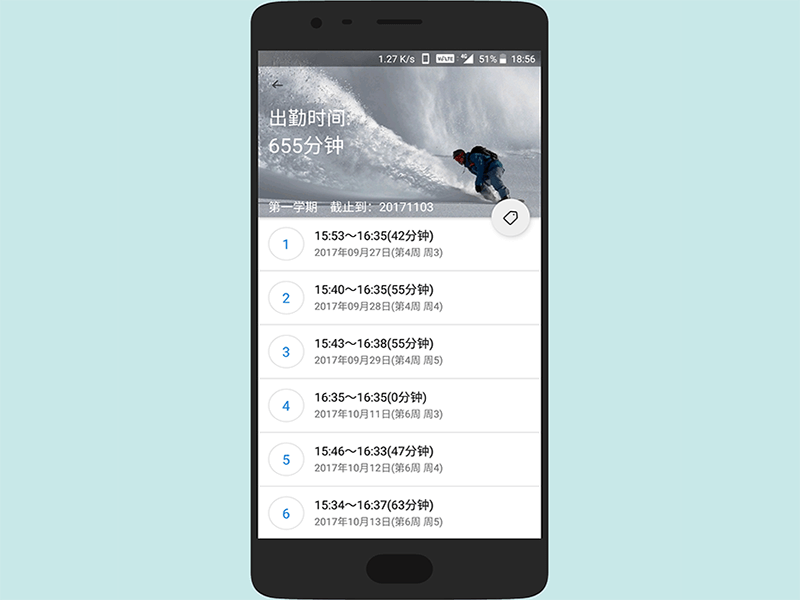 1.27 K/s VoLTE 4G 51% 18:56
出勤时间:
655分钟
第一学期 截止到: 20171103
1
15:53～16:35(42分钟)
2017年09月27日(第4周 周3)
2
15:40～16:35(55分钟)
2017年09月28日(第4周 周4)
3
15:43～16:38(55分钟)
2017年09月29日(第4周 周5)
4
16:35～16:35(0分钟)
2017年10月11日(第6周 周3)
5
15:46～16:33(47分钟)
2017年10月12日(第6周 周4)
6
15:34～16:37(63分钟)
2017年10月13日(第6周 周5)